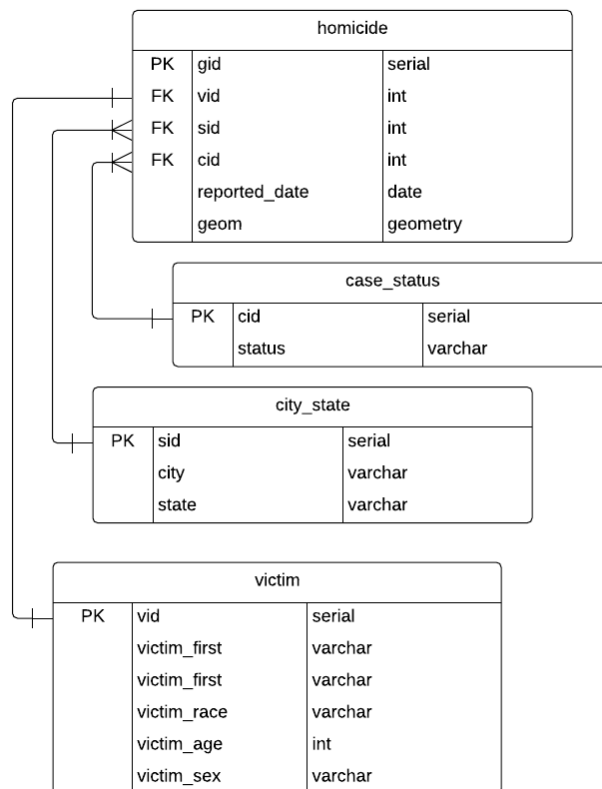 homicide
PK gid serial
FK vid int
FK sid int
FK cid int
reported_date date
geom geometry
case_status
PK cid serial
status varchar
city_state
PK sid serial
city varchar
state varchar
victim
PK vid serial
victim_first varchar
victim_first varchar
victim_race varchar
victim_age int
victim_sex varchar